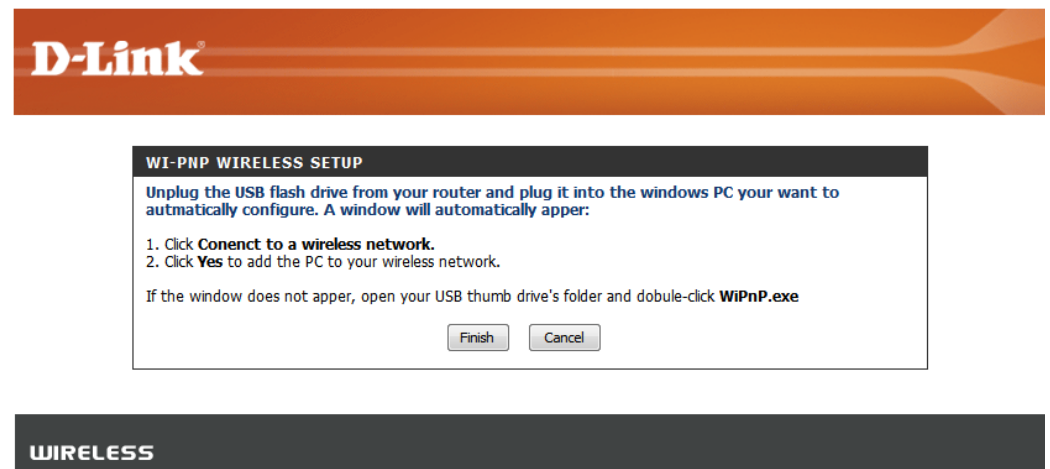 D-Link®
WI-PNP WIRELESS SETUP
Unplug the USB flash drive from your router and plug it into the windows PC your want to
autmatically configure. A window will automatically apper:
1. Click Conenct to a wireless network.
2. Click Yes to add the PC to your wireless network.
If the window does not apper, open your USB thumb drive's folder and dobule-click WiPnP.exe
Finish Cancel
WIRELESS